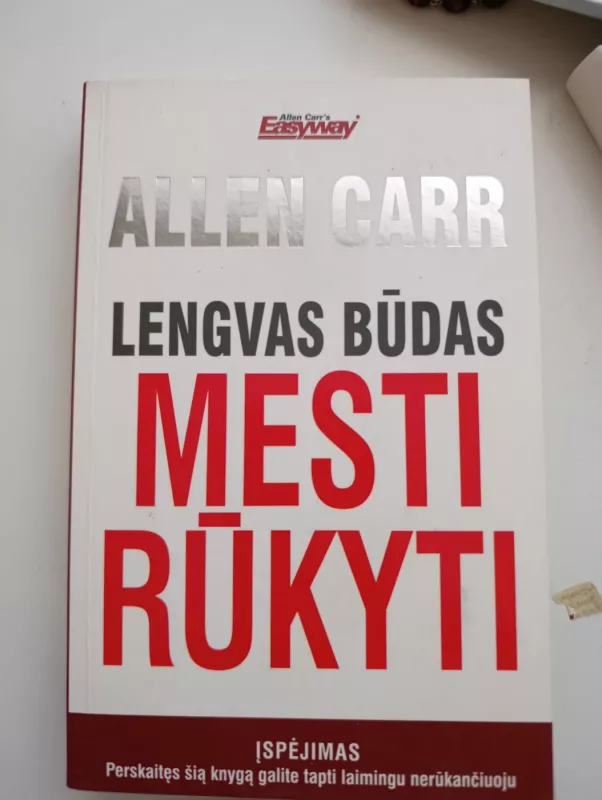 Allen Carr's
Easyway
ALLEN CARR
LENGVAS BŪDAS
MESTI
RŪKYTI
ĮSPĖJIMAS
Perskaitęs šią knygą galite tapti laimingu nerūkančiuoju